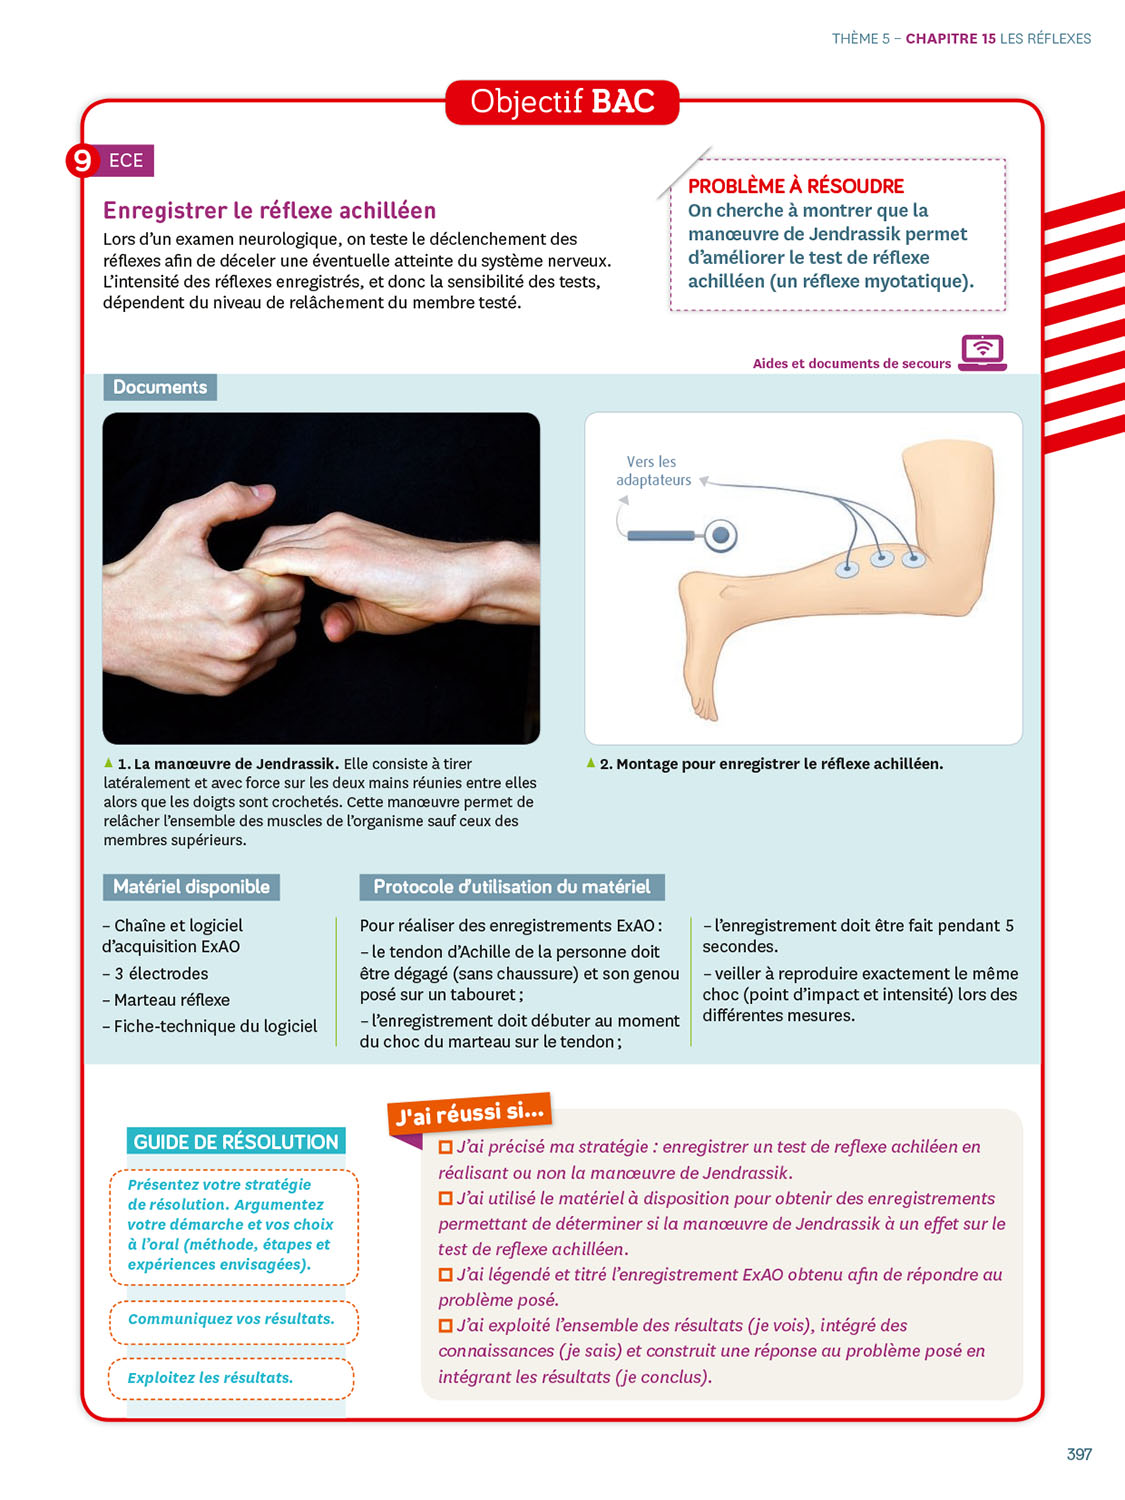 THÈME 5 – CHAPITRE 15 LES RÉFLEXES
Objectif BAC
9 ECE
Enregistrer le réflexe achilléen
Lors d’un examen neurologique, on teste le déclenchement des
réflexes afin de déceler une éventuelle atteinte du système nerveux.
L’intensité des réflexes enregistrés, et donc la sensibilité des tests,
dépendent du niveau de relâchement du membre testé.
PROBLÈME À RÉSOUDRE
On cherche à montrer que la
manœuvre de Jendrassik permet
d’améliorer le test de réflexe
achilléen (un réflexe myotatique).
Aides et documents de secours
Documents
Vers les
adaptateurs
1. La manœuvre de Jendrassik. Elle consiste à tirer
latéralement et avec force sur les deux mains réunies entre elles
alors que les doigts sont crochetés. Cette manœuvre permet de
relâcher l’ensemble des muscles de l’organisme sauf ceux des
membres supérieurs.
2. Montage pour enregistrer le réflexe achilléen.
Matériel disponible
– Chaîne et logiciel
d’acquisition ExAO
– 3 électrodes
– Marteau réflexe
– Fiche-technique du logiciel
Protocole d’utilisation du matériel
Pour réaliser des enregistrements ExAO :
– le tendon d’Achille de la personne doit
être dégagé (sans chaussure) et son genou
posé sur un tabouret ;
– l’enregistrement doit débuter au moment
du choc du marteau sur le tendon ;
– l’enregistrement doit être fait pendant 5
secondes.
– veiller à reproduire exactement le même
choc (point d’impact et intensité) lors des
différentes mesures.
GUIDE DE RÉSOLUTION
Présentez votre stratégie
de résolution. Argumentez
votre démarche et vos choix
à l’oral (méthode, étapes et
expériences envisagées).
Communiquez vos résultats.
Exploitez les résultats.
J'ai réussi si...
J’ai précisé ma stratégie : enregistrer un test de reflexe achiléen en
réalisant ou non la manœuvre de Jendrassik.
J’ai utilisé le matériel à disposition pour obtenir des enregistrements
permettant de déterminer si la manœuvre de Jendrassik à un effet sur le
test de reflexe achilléen.
J’ai légendé et titré l’enregistrement ExAO obtenu afin de répondre au
problème posé.
J’ai exploité l’ensemble des résultats (je vois), intégré des
connaissances (je sais) et construit une réponse au problème posé en
intégrant les résultats (je conclus).
397